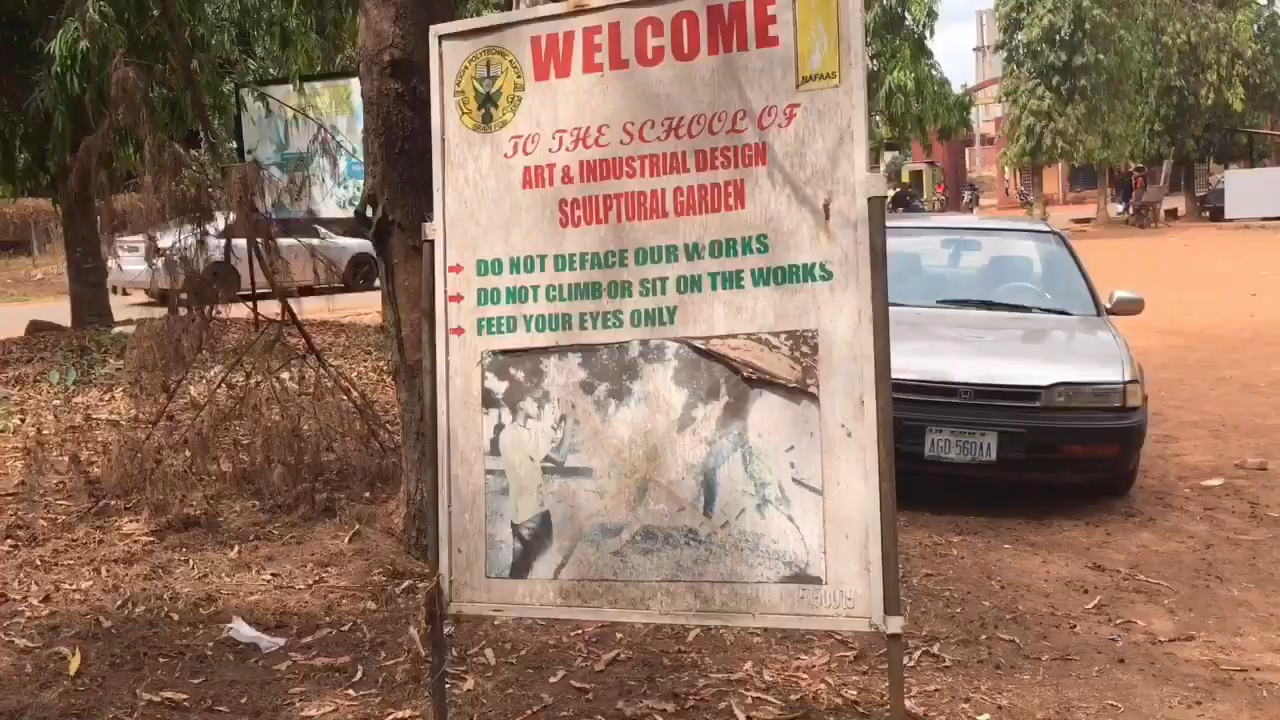 WELCOME
NAFAAS
TO THE SCHOOL OF
ART & INDUSTRIAL DESIGN
SCULPTURAL GARDEN
DO NOT DEFACE OUR WORKS
DO NOT CLIMB OR SIT ON THE WORKS
FEED YOUR EYES ONLY
AGD-560AA